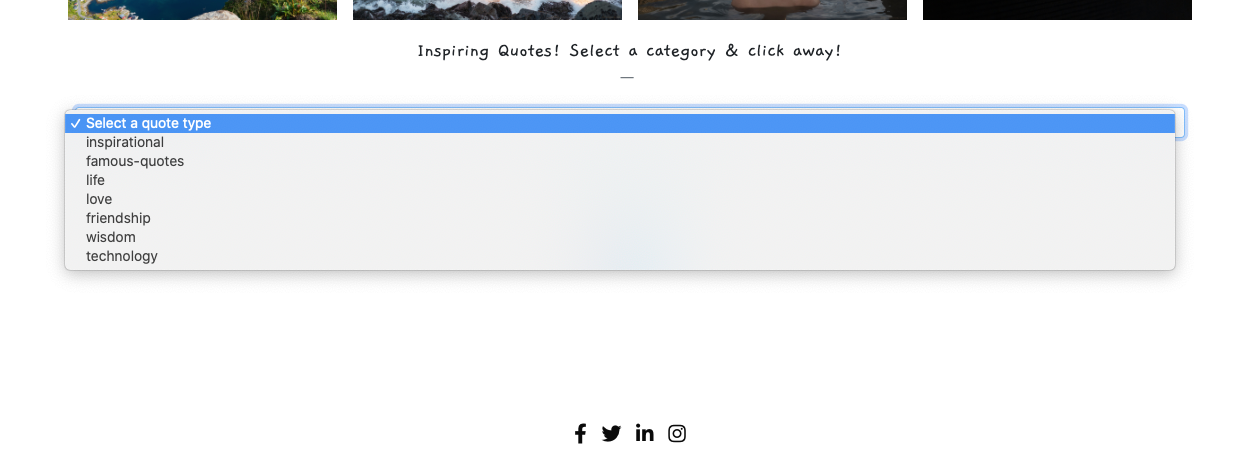 Inspiring Quotes! Select a category & click away!
—
✓ Select a quote type
inspirational
famous-quotes
life
love
friendship
wisdom
technology